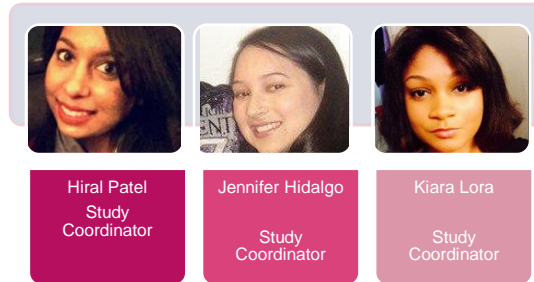 Hiral Patel
Study
Coordinator
Jennifer Hidalgo
Study
Coordinator
Kiara Lora
Study
Coordinator